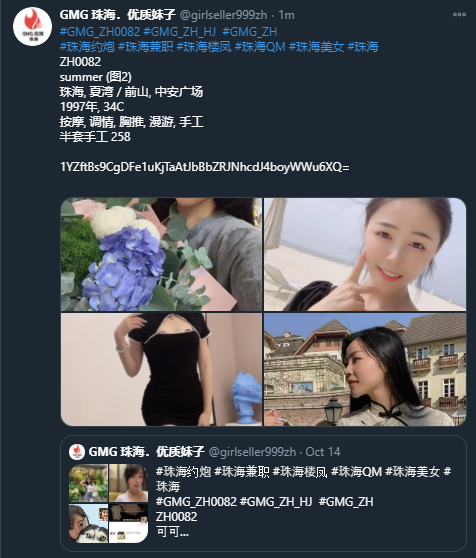 GMG 珠海．优质妹子 @girlseller999zh · 1m
#GMG_ZH0082 #GMG_ZH_HJ #GMG_ZH
#珠海约炮 #珠海兼职 #珠海楼凤 #珠海QM #珠海美女 #珠海
ZH0082
summer (图2)
珠海, 夏湾 / 前山, 中安广场
1997年, 34C
按摩, 调情, 胸推, 漫游, 手工
半套手工 258
1YZftBs9CgDFe1uKjTaAtJbBbZRJNhcdJ4boyWWu6XQ=
GMG 珠海．优质妹子 @girlseller999zh · Oct 14
#珠海约炮 #珠海兼职 #珠海楼凤 #珠海QM #珠海美女 #
珠海
#GMG_ZH0082 #GMG_ZH_HJ #GMG_ZH
ZH0082
可可...